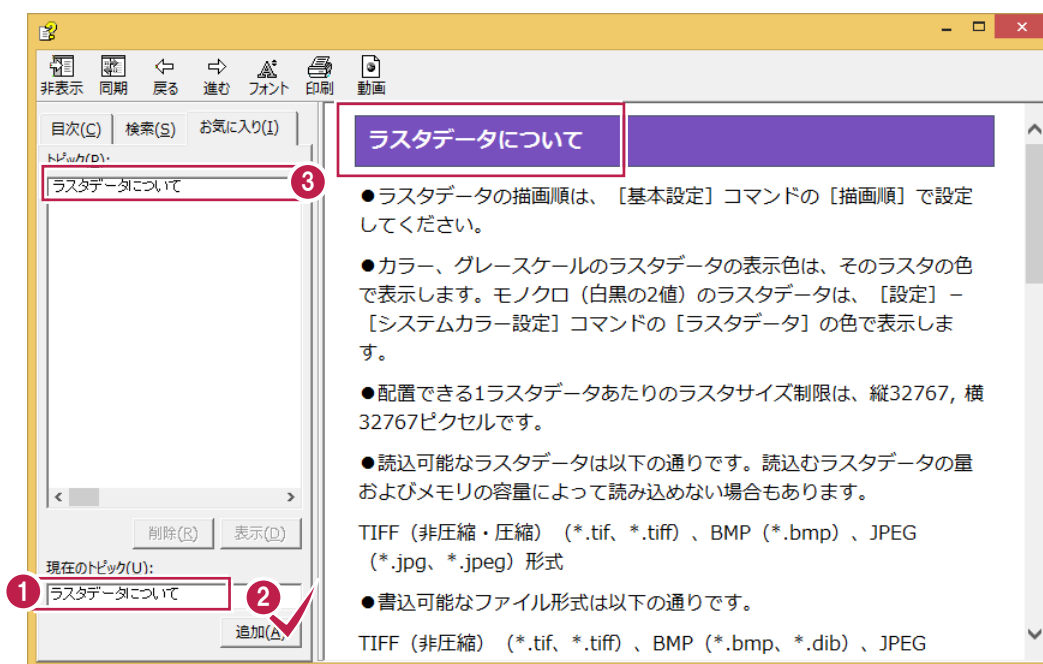 非表示 同期 戻る 進む フォント 印刷 動画
目次(C) 検索(S) お気に入り(I)
トピック(P):
ラスタデータについて
3
削除(R) 表示(D)
現在のトピック(U):
1
ラスタデータについて
2
追加(A)
ラスタデータについて
●ラスタデータの描画順は、［基本設定］コマンドの［描画順］で設定
してください。
●カラー、グレースケールのラスタデータの表示色は、そのラスタの色
で表示します。モノクロ（白黒の2値）のラスタデータは、［設定］－
［システムカラー設定］コマンドの［ラスタデータ］の色で表示しま
す。
●配置できる1ラスタデータあたりのラスタサイズ制限は、縦32767, 横
32767ピクセルです。
●読込可能なラスタデータは以下の通りです。読込むラスタデータの量
およびメモリの容量によって読み込めない場合もあります。
TIFF（非圧縮・圧縮）（*.tif、*.tiff）、BMP（*.bmp）、JPEG
（*.jpg、*.jpeg）形式
●書込可能なファイル形式は以下の通りです。
TIFF（非圧縮）（*.tif、*.tiff）、BMP（*.bmp、*.dib）、JPEG